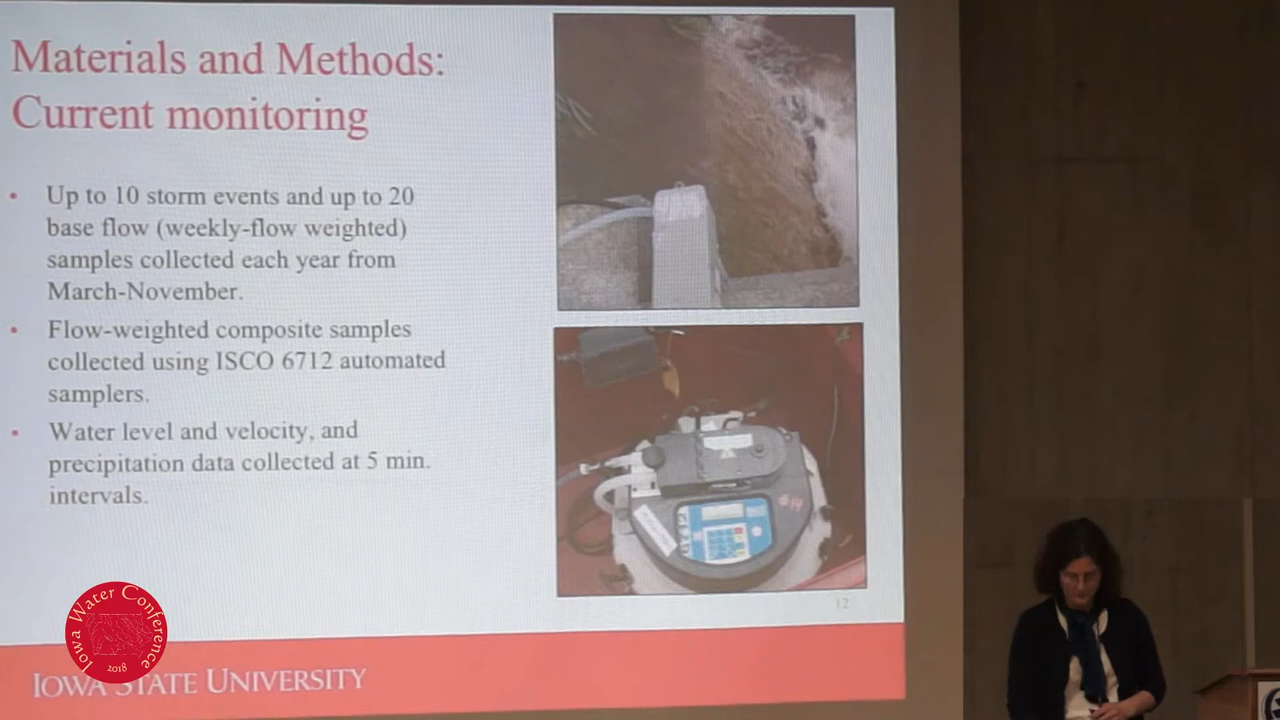 Materials and Methods:
Current monitoring
• Up to 10 storm events and up to 20
base flow (weekly-flow weighted)
samples collected each year from
March-November.
• Flow-weighted composite samples
collected using ISCO 6712 automated
samplers.
• Water level and velocity, and
precipitation data collected at 5 min.
intervals.
12
Iowa Water Conference
2018
IOWA STATE UNIVERSITY